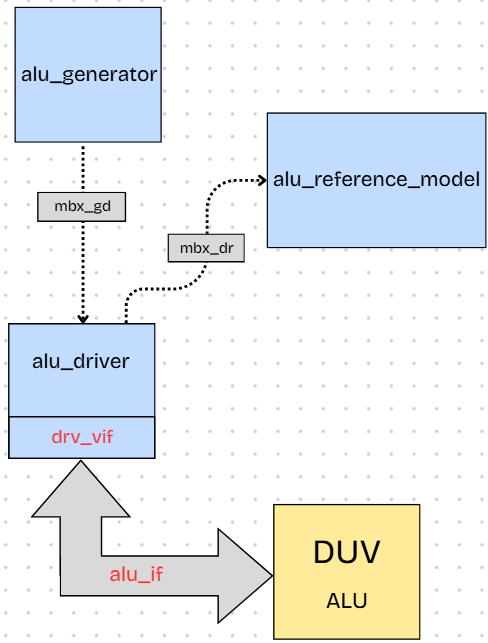 alu_generator
alu_reference_model
mbx_gd
mbx_dr
alu_driver
drv_vif
DUV
alu_if
ALU